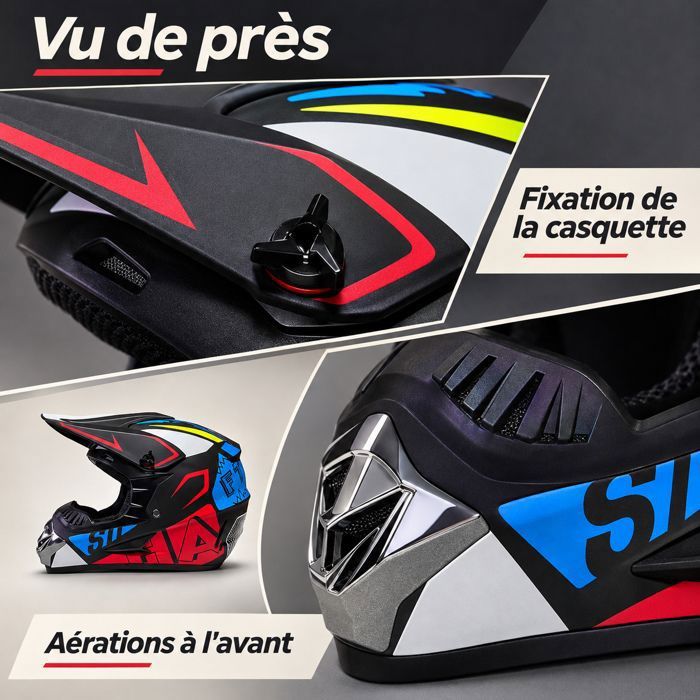 Vu de près
Fixation de
la casquette
Aérations à l'avant